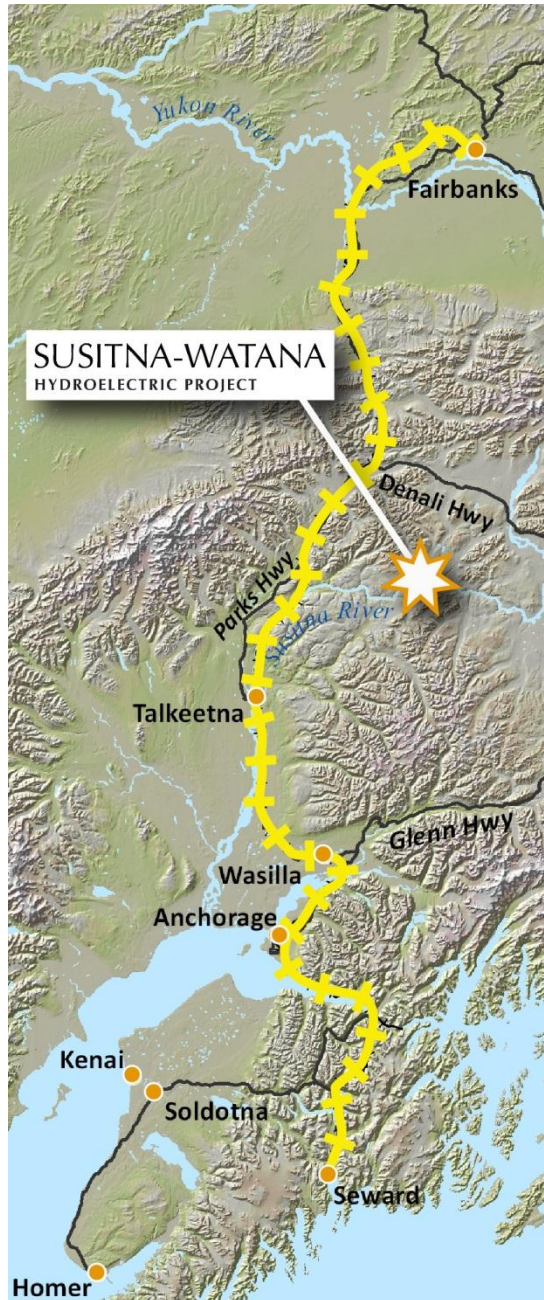 Yukon River
Fairbanks
SUSITNA-WATANA
HYDROELECTRIC PROJECT
Denali Hwy
Parks Hwy
Susitna River
Talkeetna
Glenn Hwy
Wasilla
Anchorage
Kenai
Soldotna
Seward
Homer